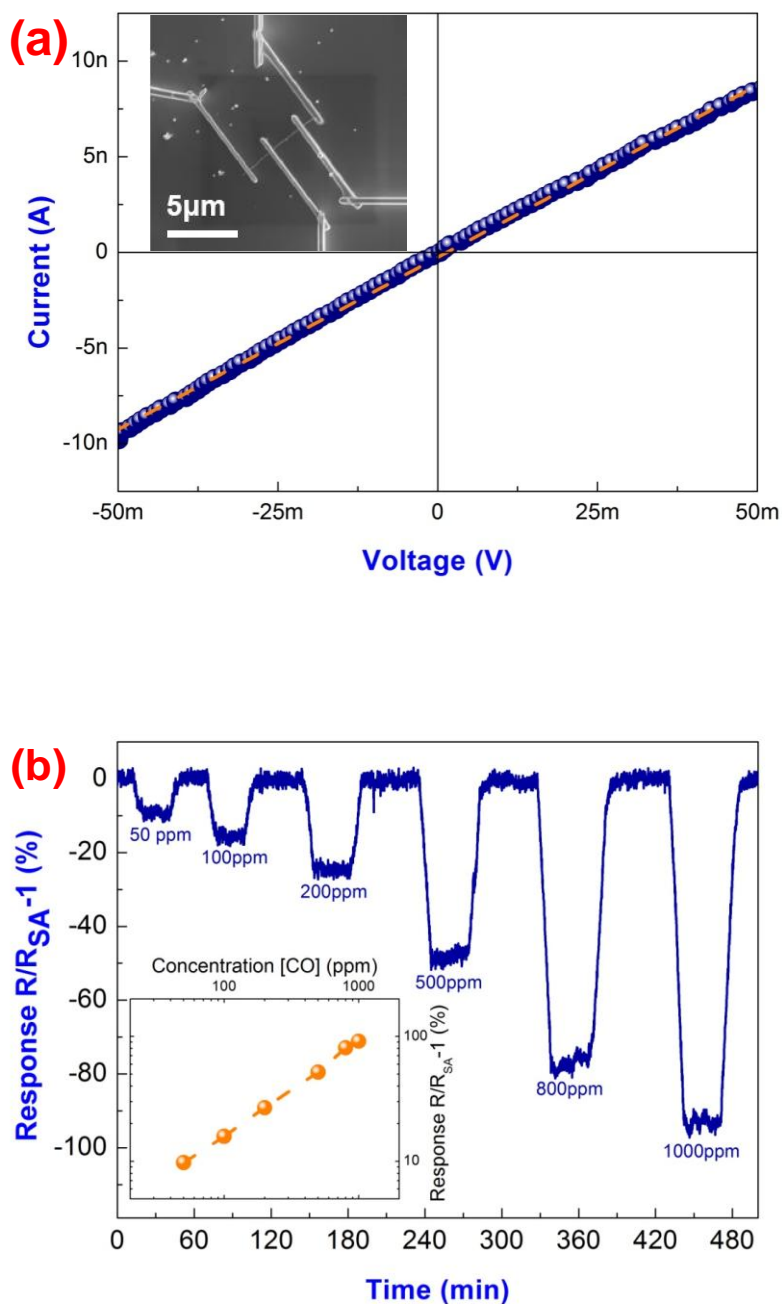 (a)
10n
5n
0
-5n
-10n
Current (A)
5µm
-50m
-25m
0
25m
50m
Voltage (V)
(b)
0
-20
-40
-60
-80
-100
Response R/R_SA-1 (%)
50 ppm
100ppm
200ppm
500ppm
800ppm
1000ppm
Concentration [CO] (ppm)
100
1000
100
10
Response R/R_SA-1 (%)
0
60
120
180
240
300
360
420
480
Time (min)